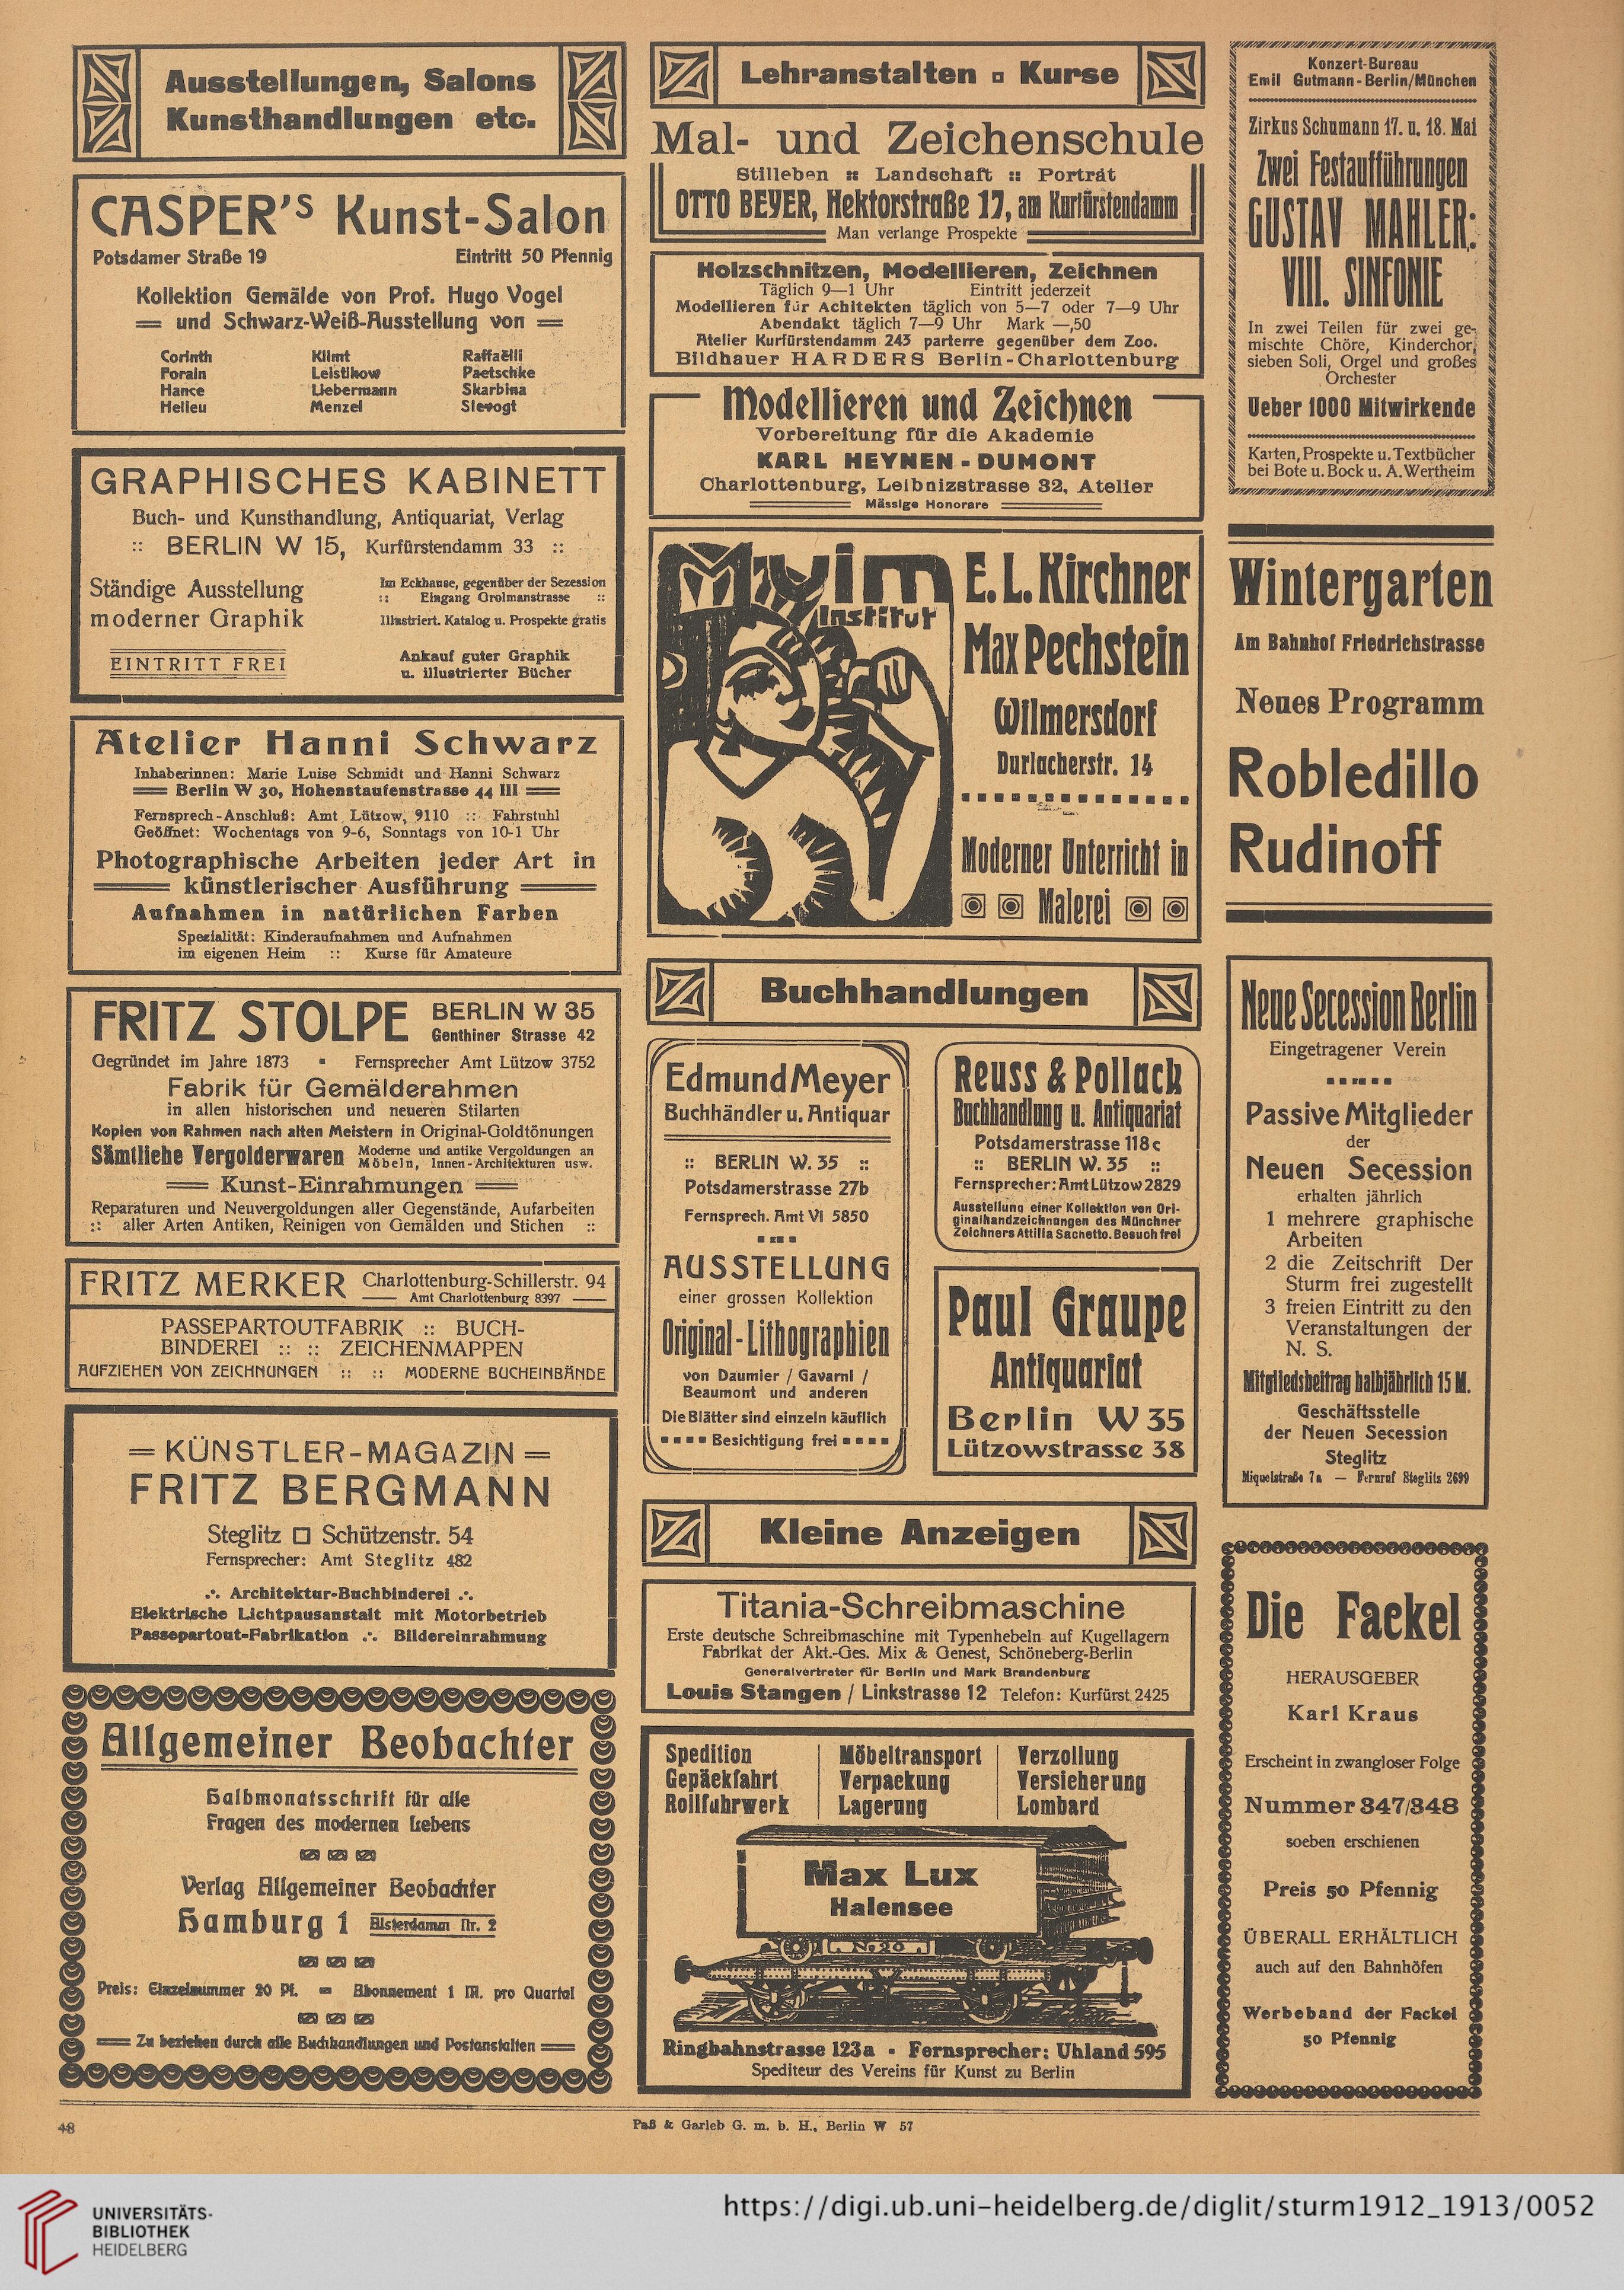 Ausstellungen, Salons
Kunsthandlungen etc.
CASPER'S Kunst-Salon
Potsdamer Straße 19 Eintritt 50 Pfennig
Kollektion Gemälde von Prof. Hugo Vogel
und Schwarz-Weiß-Ausstellung von
Corinth Klimt Raffaëlli
Forain Leistikow Paetschke
Hance Liebermann Skarbina
Helleu Menzel Slevogt
GRAPHISCHES KABINETT
Buch- und Kunsthandlung, Antiquariat, Verlag
:: BERLIN W 15, Kurfürstendamm 33 ::
Ständige Ausstellung
moderner Graphik
EINTRITT FREI
Im Eckhause, gegenüber der Sezession
:: Eingang Grolmanstrasse ::
Illustriert. Katalog u. Prospekte gratis
Ankauf guter Graphik
u. illustrierter Bücher
Atelier Hanni Schwarz
Inhaberinnen: Marie Luise Schmidt und Hanni Schwarz
Berlin W 30, Hohenstaufenstrasse 44 III
Fernsprech-Anschluß: Amt Lützow, 9110 :: Fahrstuhl
Geöffnet: Wochentags von 9-6, Sonntags von 10-1 Uhr
Photographische Arbeiten jeder Art in
künstlerischer Ausführung
Aufnahmen in natürlichen Farben
Spezialität: Kinderaufnahmen und Aufnahmen
im eigenen Heim :: Kurse für Amateure
FRITZ STOLPE BERLIN W 35
Genthiner Strasse 42
Gegründet im Jahre 1873 ▪ Fernsprecher Amt Lützow 3752
Fabrik für Gemälderahmen
in allen historischen und neueren Stilarten
Kopien von Rahmen nach alten Meistern in Original-Goldtönungen
Sämtliche Vergolderwaren Moderne und antike Vergoldungen an
Möbeln, Innen-Architekturen usw.
Kunst-Einrahmungen
Reparaturen und Neuvergoldungen aller Gegenstände, Aufarbeiten
:: aller Arten Antiken, Reinigen von Gemälden und Stichen ::
FRITZ MERKER Charlottenburg-Schillerstr. 94
Amt Charlottenburg 8397
PASSEPARTOUTFABRIK :: BUCH-
BINDEREI :: :: ZEICHENMAPPEN
AUFZIEHEN VON ZEICHNUNGEN :: :: MODERNE BUCHEINBÄNDE
KÜNSTLER-MAGAZIN
FRITZ BERGMANN
Steglitz □ Schützenstr. 54
Fernsprecher: Amt Steglitz 482
∴ Architektur-Buchbinderei ∴
Elektrische Lichtpausanstalt mit Motorbetrieb
Passepartout-Fabrikation ∴ Bildereinrahmung
Allgemeiner Beobachter
Halbmonatsschrift für alle
Fragen des modernen Lebens
Verlag Allgemeiner Beobachter
Hamburg 1 Alsterdamm Nr. 2
Preis: Einzelnummer 20 Pf. = Abonnement 1 M. pro Quartal
Zu beziehen durch alle Buchhandlungen und Postanstalten
Lehranstalten ▫ Kurse
Mal- und Zeichenschule
Stilleben :: Landschaft :: Porträt
OTTO BEYER, Hektorstraße 17, am Kurfürstendamm
Man verlange Prospekte
Holzschnitzen, Modellieren, Zeichnen
Täglich 9—1 Uhr Eintritt jederzeit
Modellieren für Achitekten täglich von 5—7 oder 7—9 Uhr
Abendakt täglich 7—9 Uhr Mark —,50
Atelier Kurfürstendamm 243 parterre gegenüber dem Zoo.
Bildhauer HARDERS Berlin-Charlottenburg
Modellieren und Zeichnen
Vorbereitung für die Akademie
KARL HEYNEN-DUMONT
Charlottenburg, Leibnizstrasse 32, Atelier
Mässige Honorare
MUim
Institut
E. L. Kirchner
Max Pechstein
Wilmersdorf
Durlacherstr. 14
Moderner Unterricht in
Malerei
Buchhandlungen
Edmund Meyer
Buchhändler u. Antiquar
:: BERLIN W. 35 ::
Potsdamerstrasse 27b
Fernsprech. Amt VI 5850
AUSSTELLUNG
einer grossen Kollektion
Original-Lithographien
von Daumier / Gavarni /
Beaumont und anderen
Die Blätter sind einzeln käuflich
Besichtigung frei
Reuss & Pollack
Buchhandlung u. Antiquariat
Potsdamerstrasse 118c
:: BERLIN W. 35 ::
Fernsprecher: Amt Lützow 2829
Ausstellung einer Kollektion von Ori-
ginalhandzeichnungen des Münchner
Zeichners Attilia Sachetto. Besuch frei
Paul Graupe
Antiquariat
Berlin W 35
Lützowstrasse 38
Kleine Anzeigen
Titania-Schreibmaschine
Erste deutsche Schreibmaschine mit Typenhebeln auf Kugellagern
Fabrikat der Akt.-Ges. Mix & Genest, Schöneberg-Berlin
Generalvertreter für Berlin und Mark Brandenburg
Louis Stangen / Linkstrasse 12 Telefon: Kurfürst 2425
Spedition Möbeltransport Verzollung
Gepäckfahrt Verpackung Versicherung
Rollfuhrwerk Lagerung Lombard
Max Lux
Halensee
No 20
Ringbahnstrasse 123a ▪ Fernsprecher: Uhland 595
Spediteur des Vereins für Kunst zu Berlin
Konzert-Bureau
Emil Gutmann-Berlin/München
Zirkus Schumann 17. u. 18. Mai
Zwei Festaufführungen
GUSTAV MAHLER:
VIII. SINFONIE
In zwei Teilen für zwei ge-
mischte Chöre, Kinderchor,
sieben Soli, Orgel und großes
Orchester
Ueber 1000 Mitwirkende
Karten, Prospekte u. Textbücher
bei Bote u. Bock u. A. Wertheim
Wintergarten
Am Bahnhof Friedrichstrasse
Neues Programm
Robledillo
Rudinoff
Neue Secession Berlin
Eingetragener Verein
Passive Mitglieder
der
Neuen Secession
erhalten jährlich
1 mehrere graphische
Arbeiten
2 die Zeitschrift Der
Sturm frei zugestellt
3 freien Eintritt zu den
Veranstaltungen der
N. S.
Mitgliedsbeitrag halbjährlich 15 M.
Geschäftsstelle
der Neuen Secession
Steglitz
Miquelstraße 7a — Fernruf Steglitz 2699
Die Fackel
HERAUSGEBER
Karl Kraus
Erscheint in zwangloser Folge
Nummer 347/348
soeben erschienen
Preis 50 Pfennig
ÜBERALL ERHÄLTLICH
auch auf den Bahnhöfen
Werbeband der Fackel
50 Pfennig
48
Paß & Garleb G. m. b. H., Berlin W 57
UNIVERSITÄTS-
BIBLIOTHEK
HEIDELBERG
https://digi.ub.uni-heidelberg.de/diglit/sturm1912_1913/0052